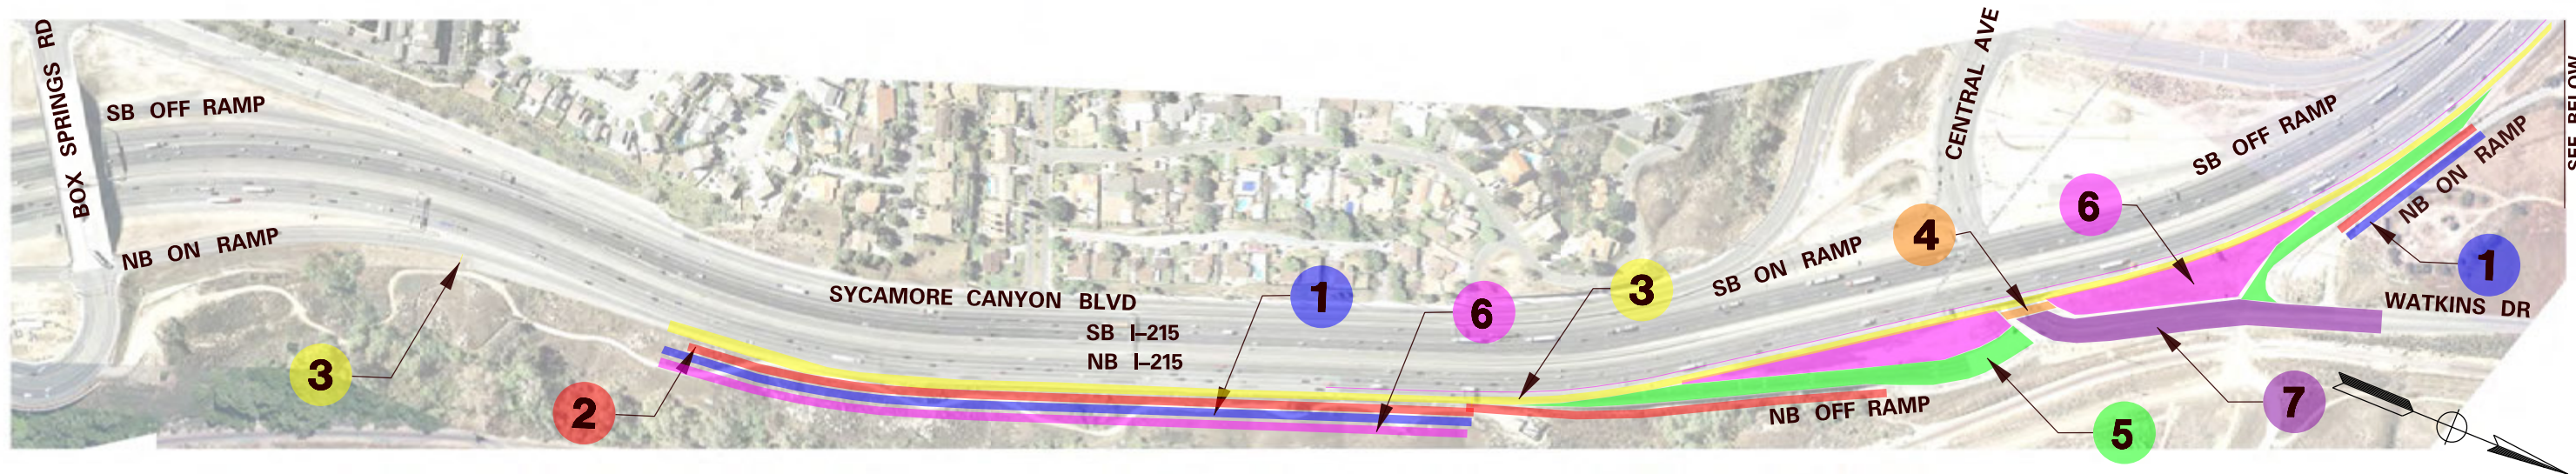 BOX SPRINGS RD
SB OFF RAMP
NB ON RAMP
3
2
SYCAMORE CANYON BLVD
SB I–215
NB I–215
1
6
3
SB ON RAMP
NB OFF RAMP
4
CENTRAL AVE
6
SB OFF RAMP
NB ON RAMP
1
WATKINS DR
5
7
SEE BELOW